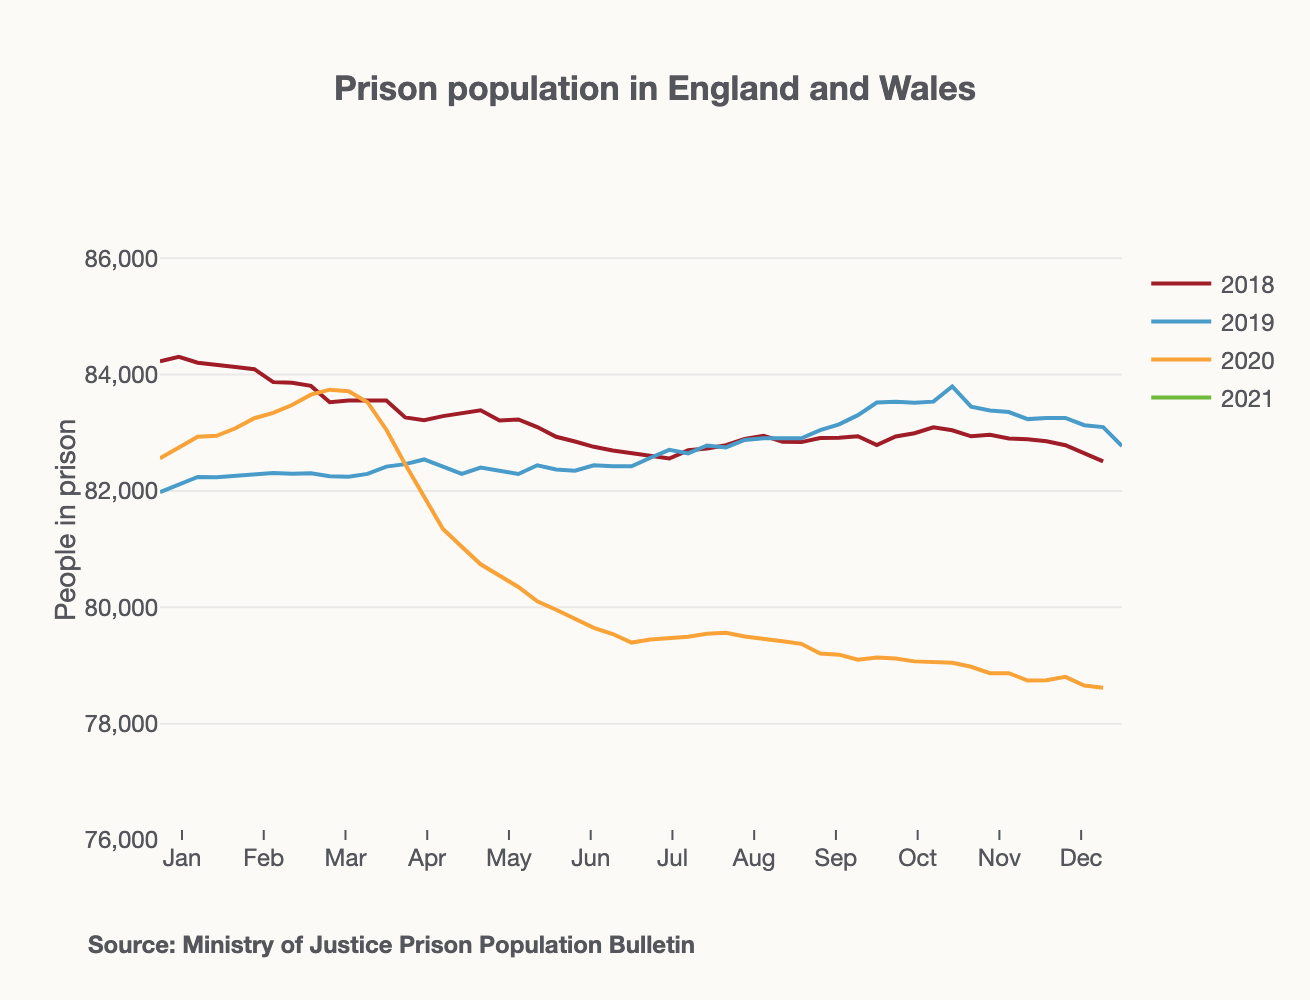 Prison population in England and Wales
86,000
84,000
82,000
80,000
78,000
76,000
People in prison
Jan Feb Mar Apr May Jun Jul Aug Sep Oct Nov Dec
2018
2019
2020
2021
Source: Ministry of Justice Prison Population Bulletin